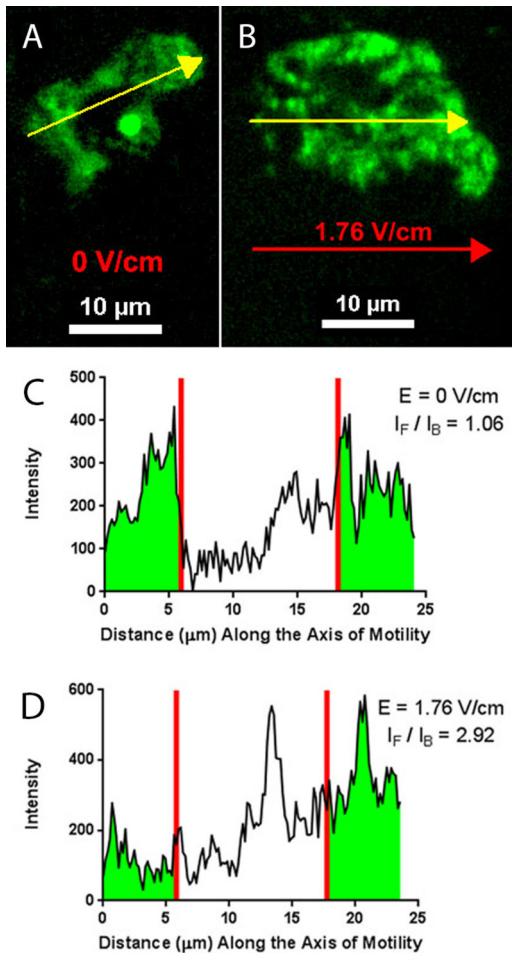 A
B
0 V/cm
10 µm
1.76 V/cm
10 µm
C
500
400
300
200
100
0
Intensity
E = 0 V/cm
I_F / I_B = 1.06
0 5 10 15 20 25
Distance (µm) Along the Axis of Motility
D
600
400
200
0
Intensity
E = 1.76 V/cm
I_F / I_B = 2.92
0 5 10 15 20 25
Distance (µm) Along the Axis of Motility